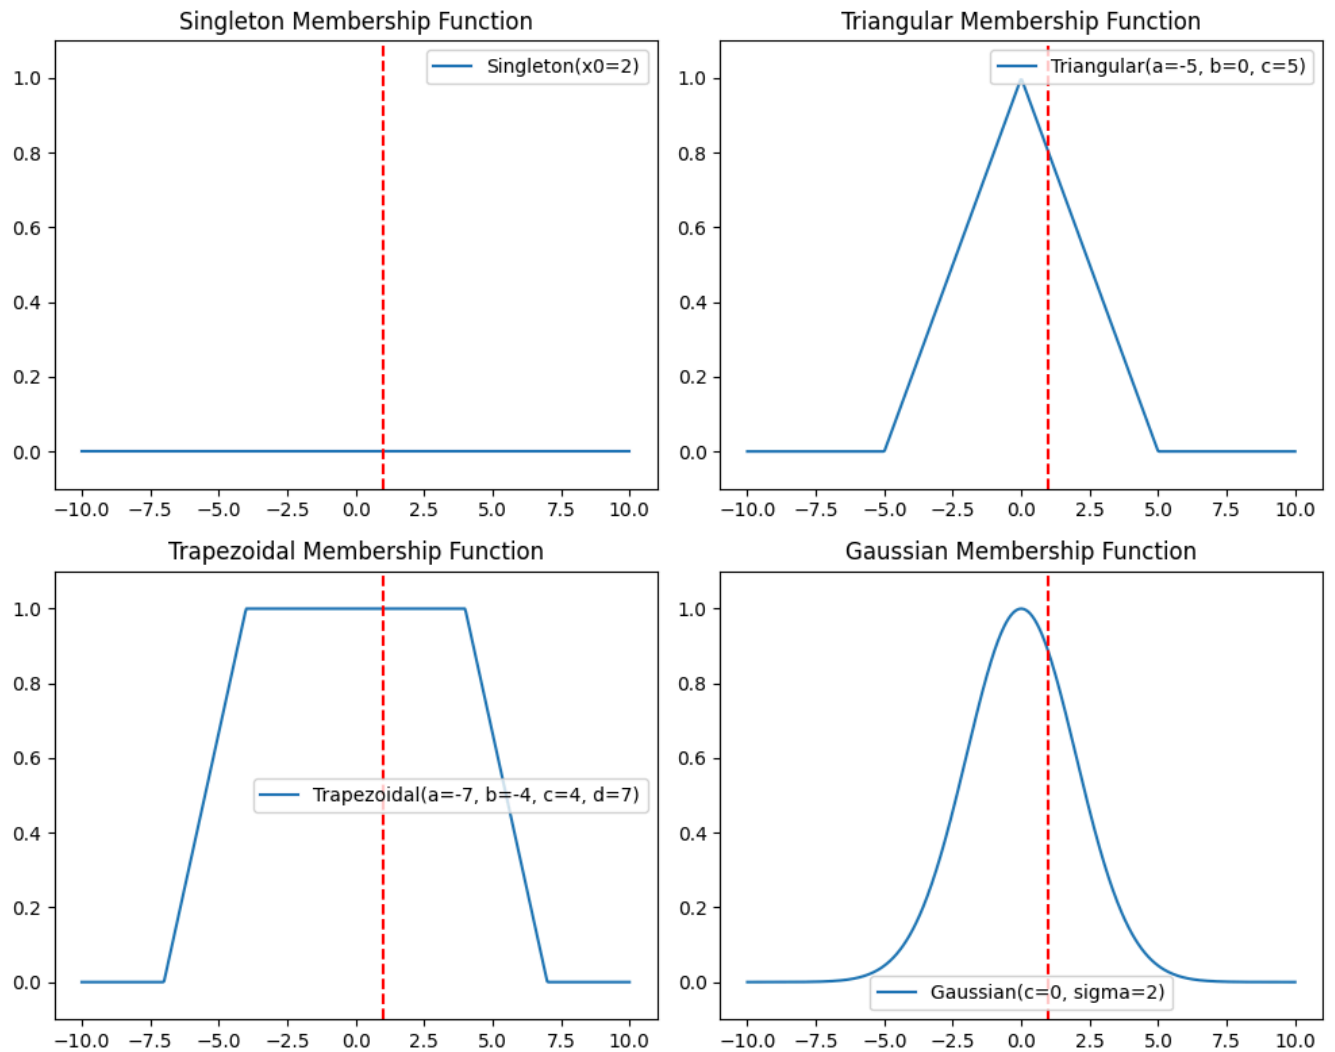 Singleton Membership Function
Singleton(x0=2)
1.0
0.8
0.6
0.4
0.2
0.0
−10.0 −7.5 −5.0 −2.5 0.0 2.5 5.0 7.5 10.0
Triangular Membership Function
Triangular(a=-5, b=0, c=5)
1.0
0.8
0.6
0.4
0.2
0.0
−10.0 −7.5 −5.0 −2.5 0.0 2.5 5.0 7.5 10.0
Trapezoidal Membership Function
1.0
0.8
0.6
Trapezoidal(a=-7, b=-4, c=4, d=7)
0.4
0.2
0.0
−10.0 −7.5 −5.0 −2.5 0.0 2.5 5.0 7.5 10.0
Gaussian Membership Function
1.0
0.8
0.6
0.4
0.2
0.0
Gaussian(c=0, sigma=2)
−10.0 −7.5 −5.0 −2.5 0.0 2.5 5.0 7.5 10.0